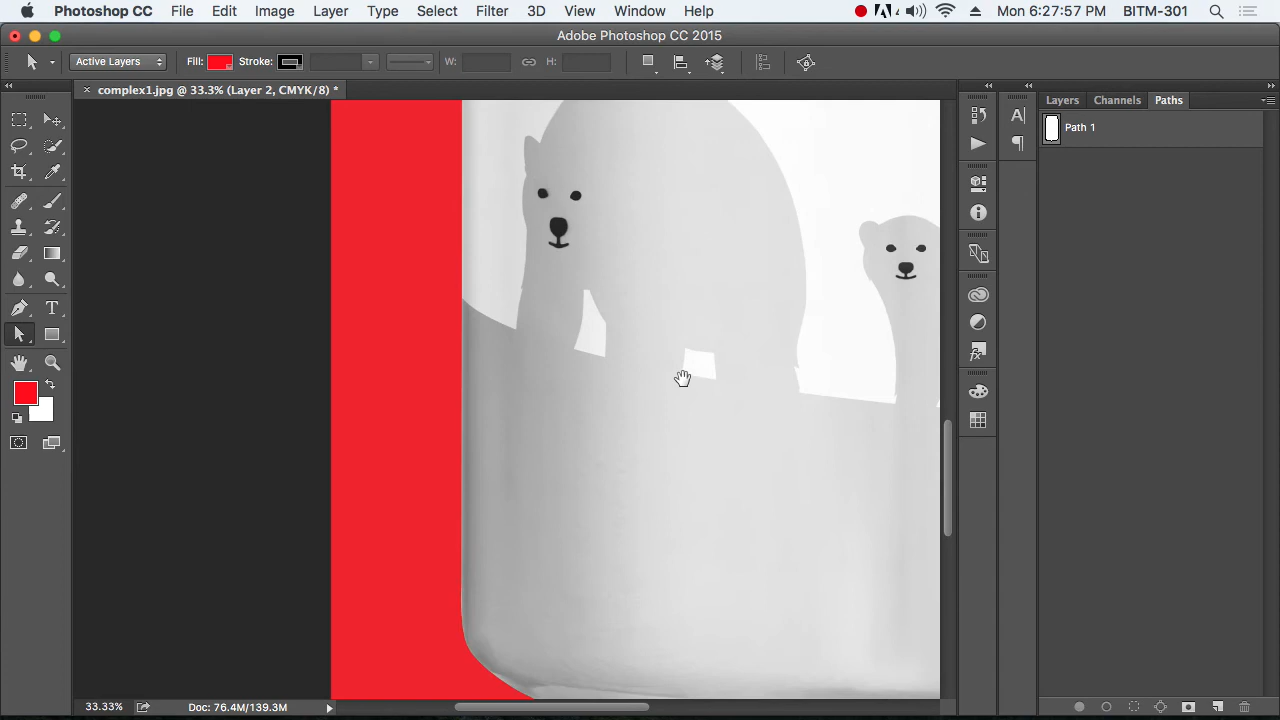 Photoshop CC File Edit Image Layer Type Select Filter 3D View Window Help Mon 6:27:57 PM BITM-301
Adobe Photoshop CC 2015
Active Layers Fill: Stroke: W: H:
× complex1.jpg @ 33.3% (Layer 2, CMYK/8) *
Layers Channels Paths
Path 1
33.33% Doc: 76.4M/139.3M